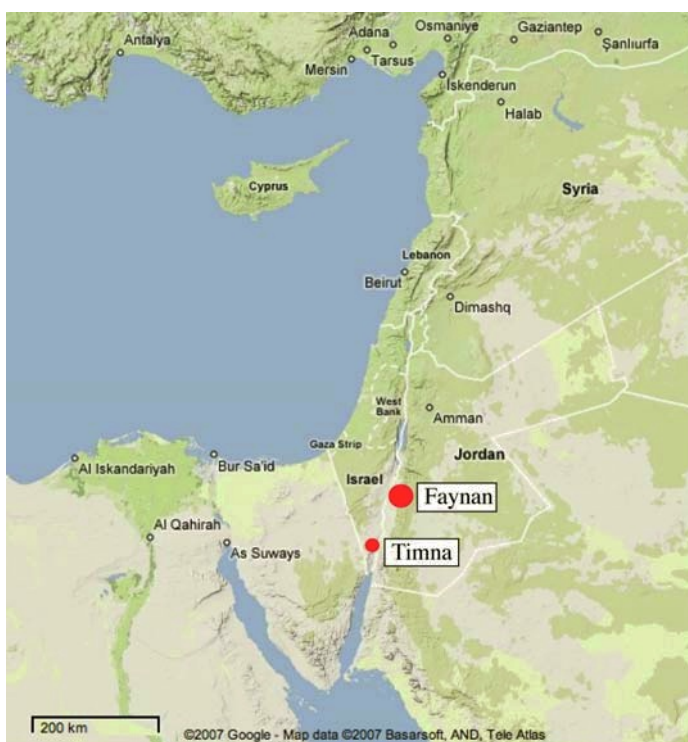 Antalya
Adana
Osmaniye
Gaziantep
Şanlıurfa
Mersin
Tarsus
İskenderun
Halab
Cyprus
Syria
Lebanon
Beirut
Dimashq
West
Bank
Amman
Gaza Strip
Al Iskandariyah
Bur Sa'id
Israel
Jordan
Faynan
Al Qahirah
As Suways
Timna
200 km
©2007 Google - Map data ©2007 Basarsoft, AND, Tele Atlas